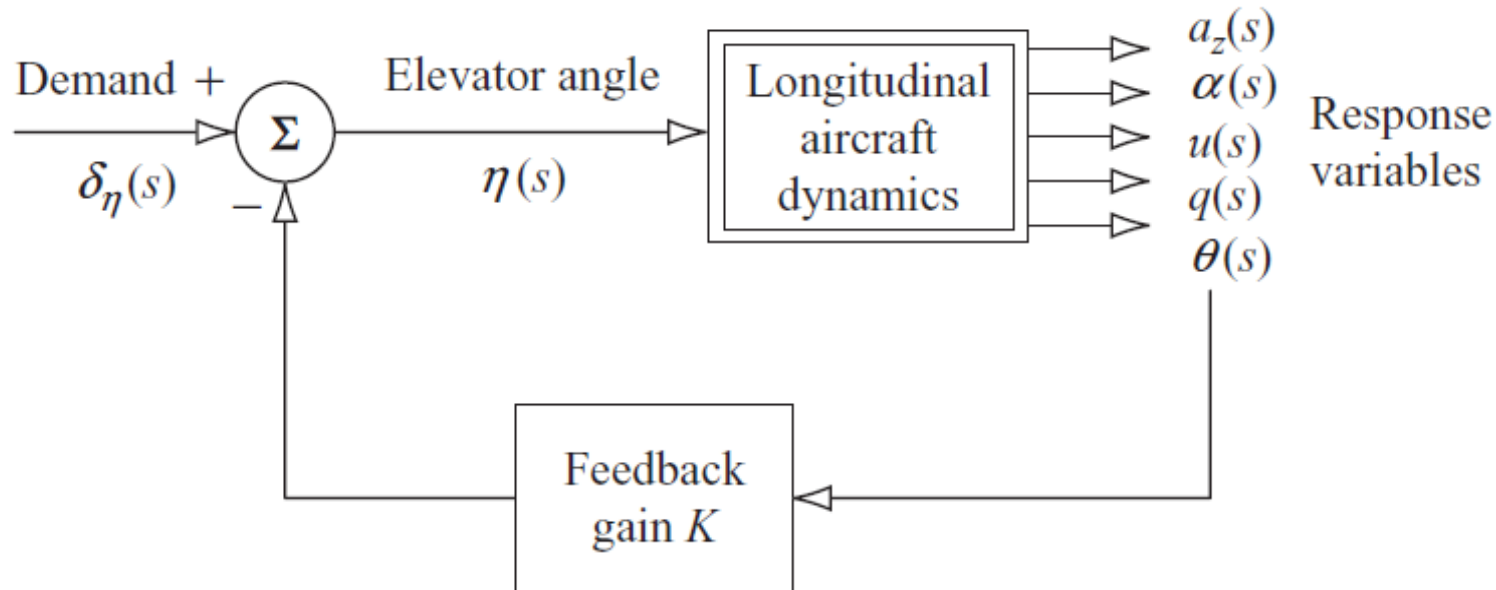 Demand +
δη(s)
−
Σ
Elevator angle
η(s)
Longitudinal
aircraft
dynamics
az(s)
α(s)
u(s)
q(s)
θ(s)
Response
variables
Feedback
gain K